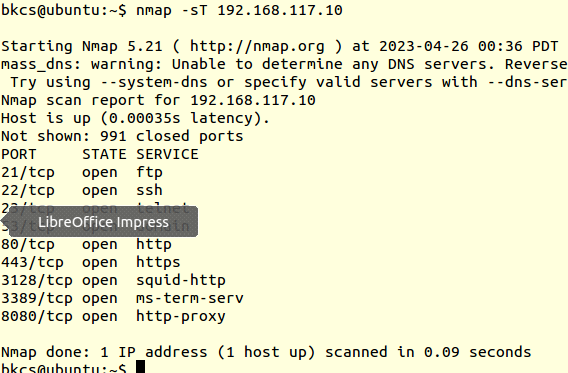 bkcs@ubuntu:~$ nmap -sT 192.168.117.10
Starting Nmap 5.21 ( http://nmap.org ) at 2023-04-26 00:36 PDT
mass_dns: warning: Unable to determine any DNS servers. Reverse
Try using --system-dns or specify valid servers with --dns-ser
Nmap scan report for 192.168.117.10
Host is up (0.00035s latency).
Not shown: 991 closed ports
PORT STATE SERVICE
21/tcp open ftp
22/tcp open ssh
23/tcp open telnet
LibreOffice Impress
80/tcp open http
443/tcp open https
3128/tcp open squid-http
3389/tcp open ms-term-serv
8080/tcp open http-proxy
Nmap done: 1 IP address (1 host up) scanned in 0.09 seconds
bkcs@ubuntu:~$